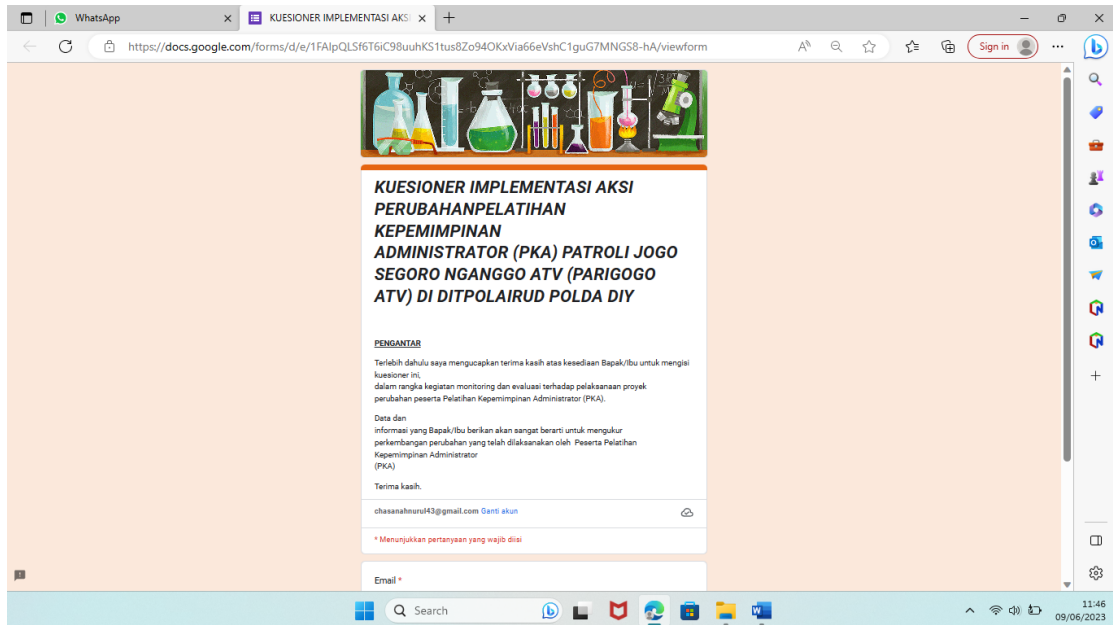 WhatsApp
KUESIONER IMPLEMENTASI AKSI
https://docs.google.com/forms/d/e/1FAIpQLSf6T6iC98uuhKS1tus8Zo94OKxVia66eVshC1guG7MNGS8-hA/viewform
Sign in
KUESIONER IMPLEMENTASI AKSI
PERUBAHANPELATIHAN
KEPEMIMPINAN
ADMINISTRATOR (PKA) PATROLI JOGO
SEGORO NGANGGO ATV (PARIGOGO
ATV) DI DITPOLAIRUD POLDA DIY
PENGANTAR
Terlebih dahulu saya mengucapkan terima kasih atas kesediaan Bapak/Ibu untuk mengisi
kuesioner ini,
dalam rangka kegiatan monitoring dan evaluasi terhadap pelaksanaan proyek
perubahan peserta Pelatihan Kepemimpinan Administrator (PKA).
Data dan
informasi yang Bapak/Ibu berikan akan sangat berarti untuk mengukur
perkembangan perubahan yang telah dilaksanakan oleh Peserta Pelatihan
Kepemimpinan Administrator
(PKA)
Terima kasih.
chasanahnurul43@gmail.com Ganti akun
* Menunjukkan pertanyaan yang wajib diisi
Email *
Search
11:46
09/06/2023